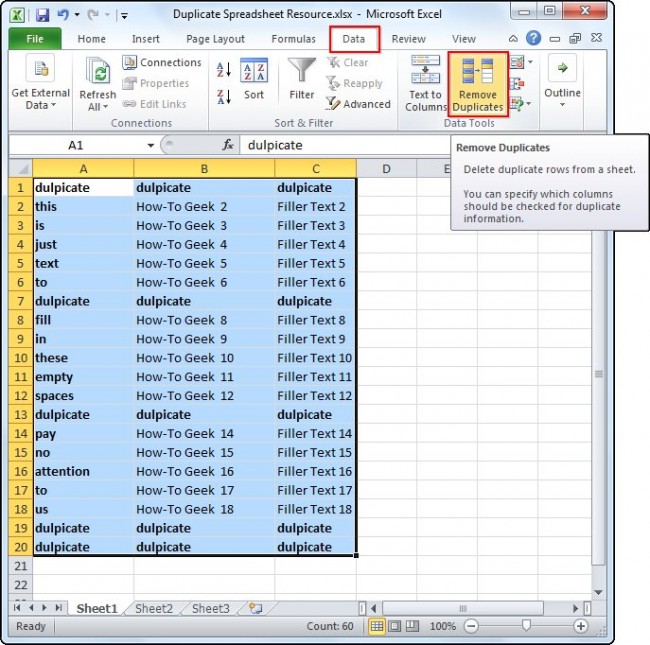 Duplicate Spreadsheet Resource.xlsx - Microsoft Excel
File Home Insert Page Layout Formulas Data Review View
Get External Data
Refresh All
Connections
Properties
Edit Links
Connections
A Z
Z A
Sort
Filter
Clear
Reapply
Advanced
Sort & Filter
Text to Columns
Remove Duplicates
Data Tools
Outline
Remove Duplicates
Delete duplicate rows from a sheet.
You can specify which columns
should be checked for duplicate
information.
A1 fx dulpicate
A B C D E
1 dulpicate dulpicate dulpicate
2 this How-To Geek 2 Filler Text 2
3 is How-To Geek 3 Filler Text 3
4 just How-To Geek 4 Filler Text 4
5 text How-To Geek 5 Filler Text 5
6 to How-To Geek 6 Filler Text 6
7 dulpicate dulpicate dulpicate
8 fill How-To Geek 8 Filler Text 8
9 in How-To Geek 9 Filler Text 9
10 these How-To Geek 10 Filler Text 10
11 empty How-To Geek 11 Filler Text 11
12 spaces How-To Geek 12 Filler Text 12
13 dulpicate dulpicate dulpicate
14 pay How-To Geek 14 Filler Text 14
15 no How-To Geek 15 Filler Text 15
16 attention How-To Geek 16 Filler Text 16
17 to How-To Geek 17 Filler Text 17
18 us How-To Geek 18 Filler Text 18
19 dulpicate dulpicate dulpicate
20 dulpicate dulpicate dulpicate
21
22
Sheet1 Sheet2 Sheet3
Ready Count: 60 100%